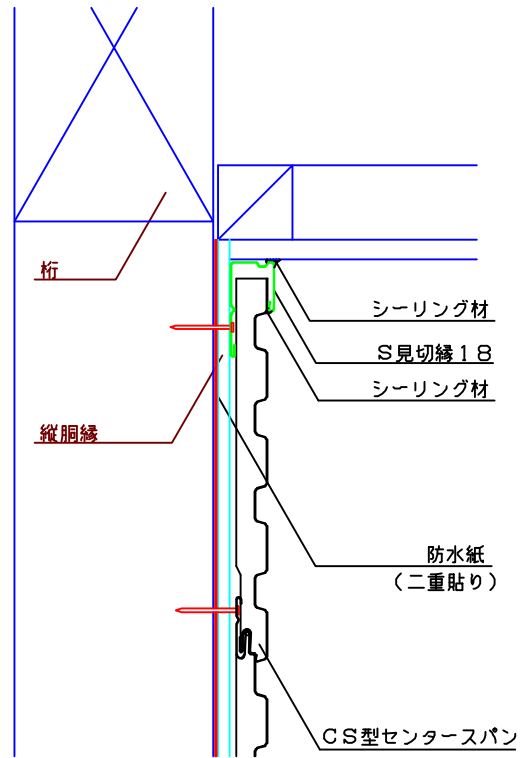 桁
シーリング材
S見切縁18
シーリング材
縦胴縁
防水紙
(二重貼り)
CS型センタースパン